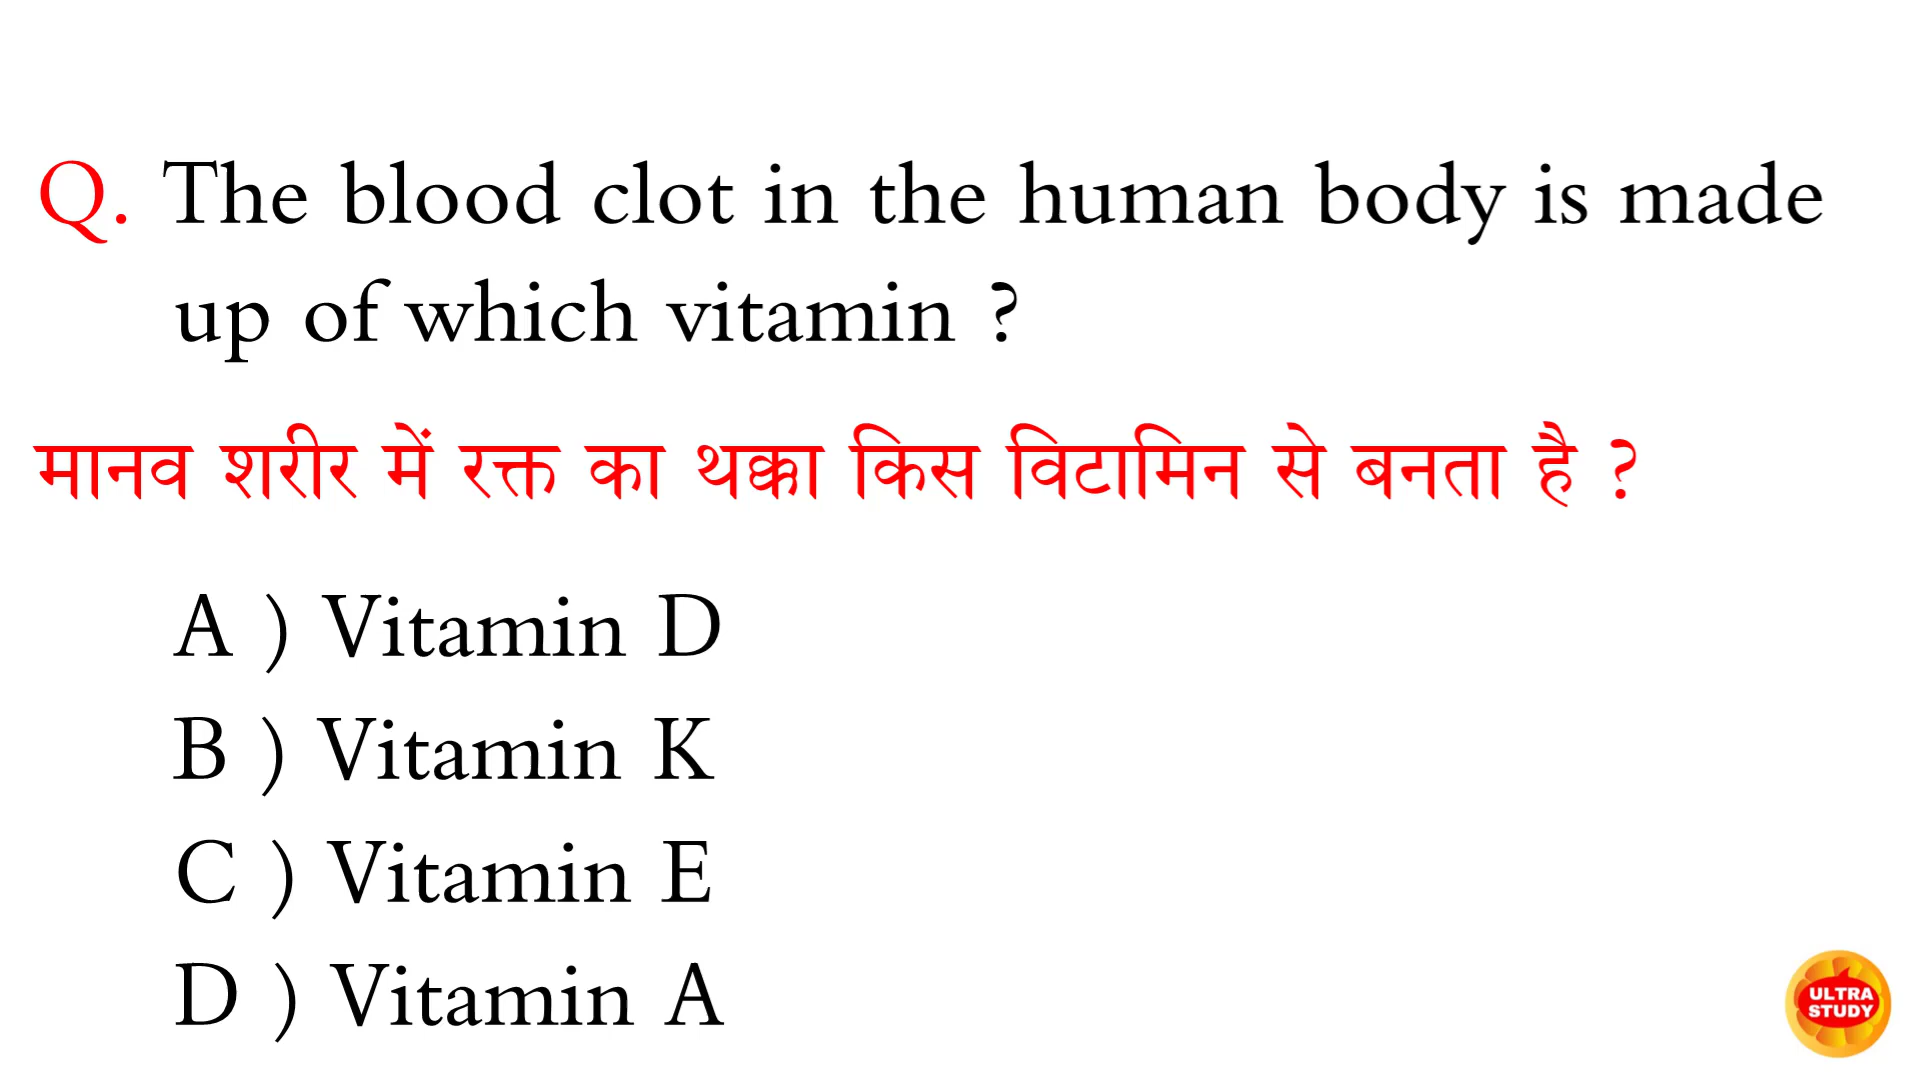 Q. The blood clot in the human body is made
up of which vitamin ?
मानव शरीर में रक्त का थक्का किस विटामिन से बनता है ?
A ) Vitamin D
B ) Vitamin K
C ) Vitamin E
D ) Vitamin A
ULTRA
STUDY